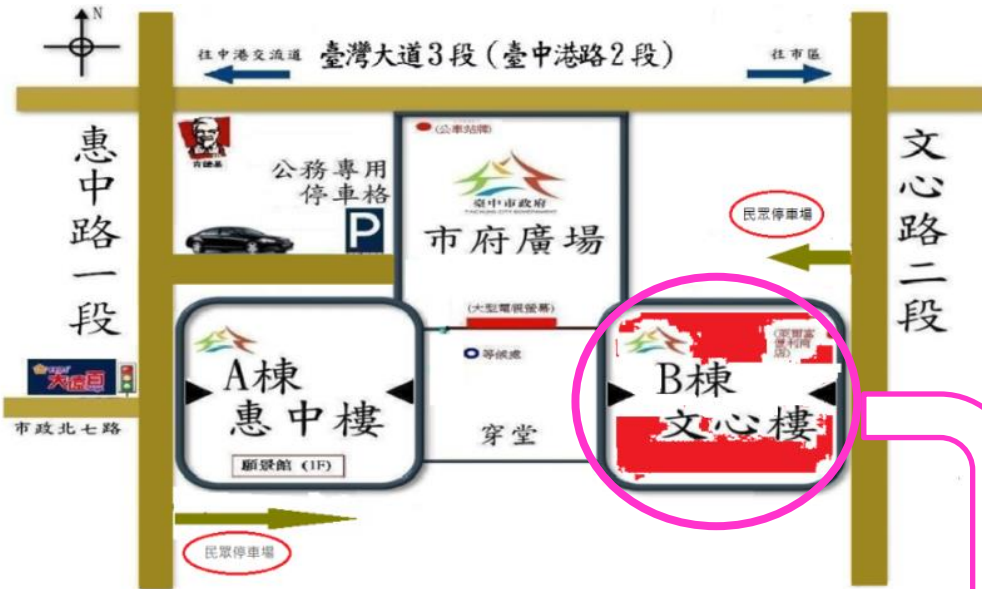 N
往中港交流道
臺灣大道3段(臺中港路2段)
往市區
惠中路一段
肯德基
公務專用
停車格
P
(公車站牌)
臺中市政府
TAICHUNG CITY GOVERNMENT
市府廣場
(大型電視螢幕)
民眾停車場
文心路二段
大遠百
市政北七路
A棟
惠中樓
願景館 (1F)
等候處
穿堂
(萊爾富
便利商
店)
B棟
文心樓
民眾停車場